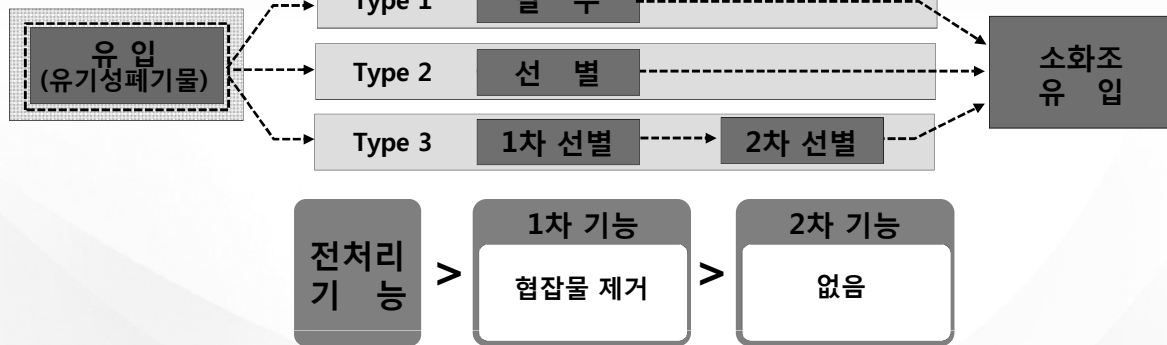 Type 1
유 입
(유기성폐기물)
Type 2
선 별
소화조
유 입
Type 3
1차 선별
2차 선별
전처리
기 능
>
1차 기능
협잡물 제거
>
2차 기능
없음